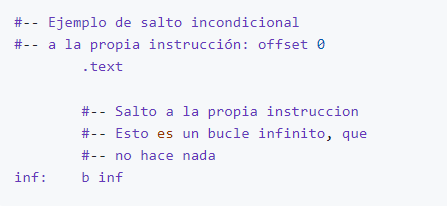 #-- Ejemplo de salto incondicional
#-- a la propia instrucción: offset 0
.text
#-- Salto a la propia instruccion
#-- Esto es un bucle infinito, que
#-- no hace nada
inf: b inf